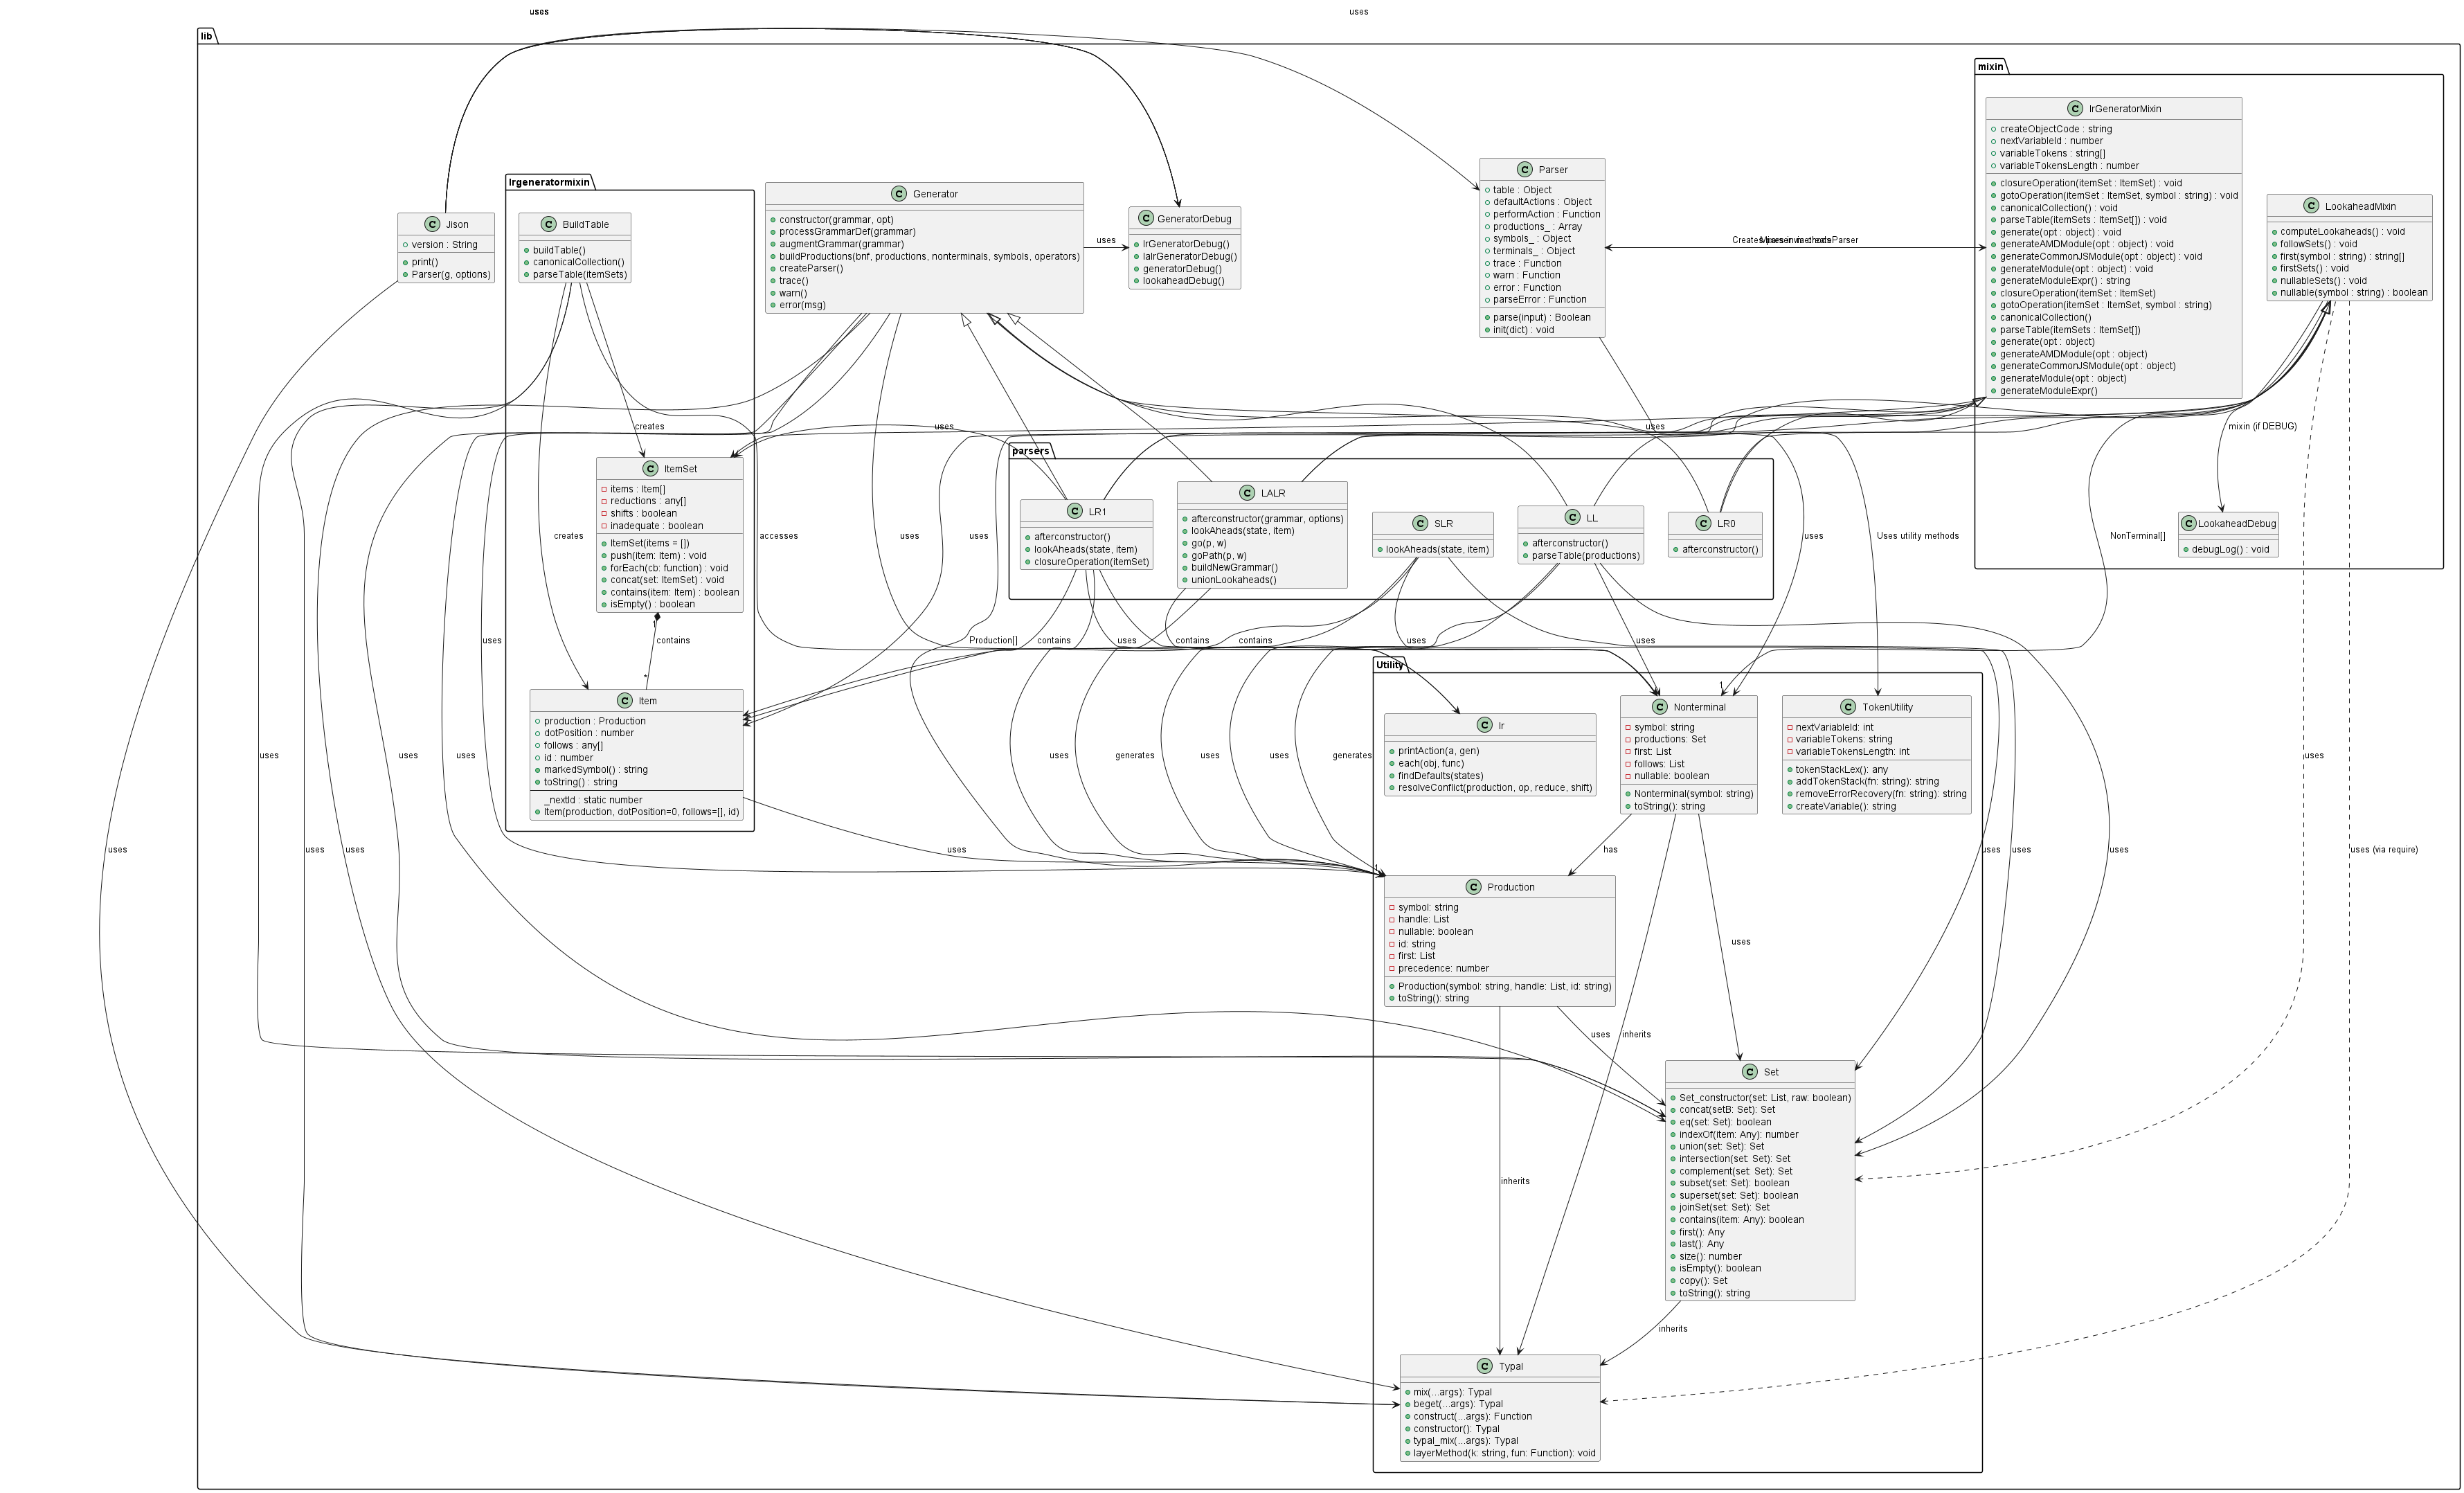 uses
uses
lib
mixin
C IrGeneratorMixin
createObjectCode : string
nextVariableId : number
variableTokens : string[]
variableTokensLength : number
closureOperation(itemSet : ItemSet) : void
gotoOperation(itemSet : ItemSet, symbol : string) : void
canonicalCollection() : void
parseTable(itemSets : ItemSet[]) : void
generate(opt : object) : void
generateAMDModule(opt : object) : void
generateCommonJSModule(opt : object) : void
generateModule(opt : object) : void
generateModuleExpr() : string
closureOperation(itemSet : ItemSet)
gotoOperation(itemSet : ItemSet, symbol : string)
canonicalCollection()
parseTable(itemSets : ItemSet[])
generate(opt : object)
generateAMDModule(opt : object)
generateCommonJSModule(opt : object)
generateModule(opt : object)
generateModuleExpr()
C LookaheadMixin
computeLookaheads() : void
followSets() : void
first(symbol : string) : string[]
firstSets() : void
nullableSets() : void
nullable(symbol : string) : boolean
C Parser
table : Object
defaultActions : Object
performAction : Function
productions_ : Array
symbols_ : Object
terminals_ : Object
trace : Function
warn : Function
error : Function
parseError : Function
parse(input) : Boolean
init(dict) : void
lrgeneratormixin
C Generator
constructor(grammar, opt)
processGrammarDef(grammar)
augmentGrammar(grammar)
buildProductions(bnf, productions, nonterminals, symbols, operators)
createParser()
trace()
warn()
error(msg)
uses
C GeneratorDebug
lrGeneratorDebug()
lalrGeneratorDebug()
generatorDebug()
lookaheadDebug()
C Jison
version : String
print()
Parser(g, options)
C BuildTable
buildTable()
canonicalCollection()
parseTable(itemSets)
creates
uses
uses
mixin (if DEBUG)
parsers
C ItemSet
items : Item[]
reductions : any[]
shifts : boolean
inadequate : boolean
ItemSet(items = [])
push(item: Item) : void
forEach(cb: function) : void
concat(set: ItemSet) : void
contains(item: Item) : boolean
isEmpty() : boolean
C LR1
afterconstructor()
lookAheads(state, item)
closureOperation(itemSet)
C LALR
afterconstructor(grammar, options)
lookAheads(state, item)
go(p, w)
goPath(p, w)
buildNewGrammar()
unionLookaheads()
C SLR
lookAheads(state, item)
C LL
afterconstructor()
parseTable(productions)
C LR0
afterconstructor()
C LookaheadDebug
debugLog() : void
creates
accesses
uses
uses
uses
Uses utility methods
NonTerminal[]
uses
1
contains
uses
Production[]
contains
uses
contains
contains
uses
uses
*
Utility
C Item
production : Production
dotPosition : number
follows : any[]
id : number
markedSymbol() : string
toString() : string
_nextId : static number
Item(production, dotPosition=0, follows=[], id)
C lr
printAction(a, gen)
each(obj, func)
findDefaults(states)
resolveConflict(production, op, reduce, shift)
1
C Nonterminal
symbol: string
productions: Set
first: List
follows: List
nullable: boolean
Nonterminal(symbol: string)
toString(): string
C TokenUtility
nextVariableId: int
variableTokens: string
variableTokensLength: int
tokenStackLex(): any
addTokenStack(fn: string): string
removeErrorRecovery(fn: string): string
createVariable(): string
uses
uses
uses
uses
uses
generates
uses
uses
generates
uses
uses
uses
uses
uses
uses
has
uses
uses
uses
uses (via require)
1
C Production
symbol: string
handle: List
nullable: boolean
id: string
first: List
precedence: number
Production(symbol: string, handle: List, id: string)
toString(): string
uses
uses
inherits
C Set
Set_constructor(set: List, raw: boolean)
concat(setB: Set): Set
eq(set: Set): boolean
indexOf(item: Any): number
union(set: Set): Set
intersection(set: Set): Set
complement(set: Set): Set
subset(set: Set): boolean
superset(set: Set): boolean
joinSet(set: Set): Set
contains(item: Any): boolean
first(): Any
last(): Any
size(): number
isEmpty(): boolean
copy(): Set
toString(): string
inherits
inherits
C Typal
mix(...args): Typal
beget(...args): Typal
construct(...args): Function
constructor(): Typal
typal_mix(...args): Typal
layerMethod(k: string, fun: Function): void